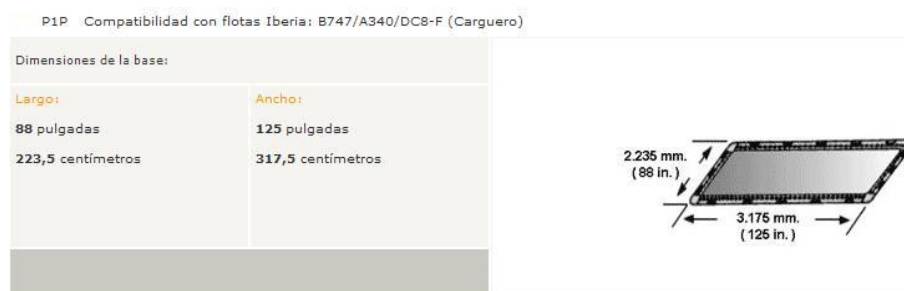 P1P Compatibilidad con flotas Iberia: B747/A340/DC8-F (Carguero)
Dimensiones de la base:
Largo:
88 pulgadas
223,5 centímetros
Ancho:
125 pulgadas
317,5 centímetros
2.235 mm.
(88 in.)
3.175 mm.
(125 in.)